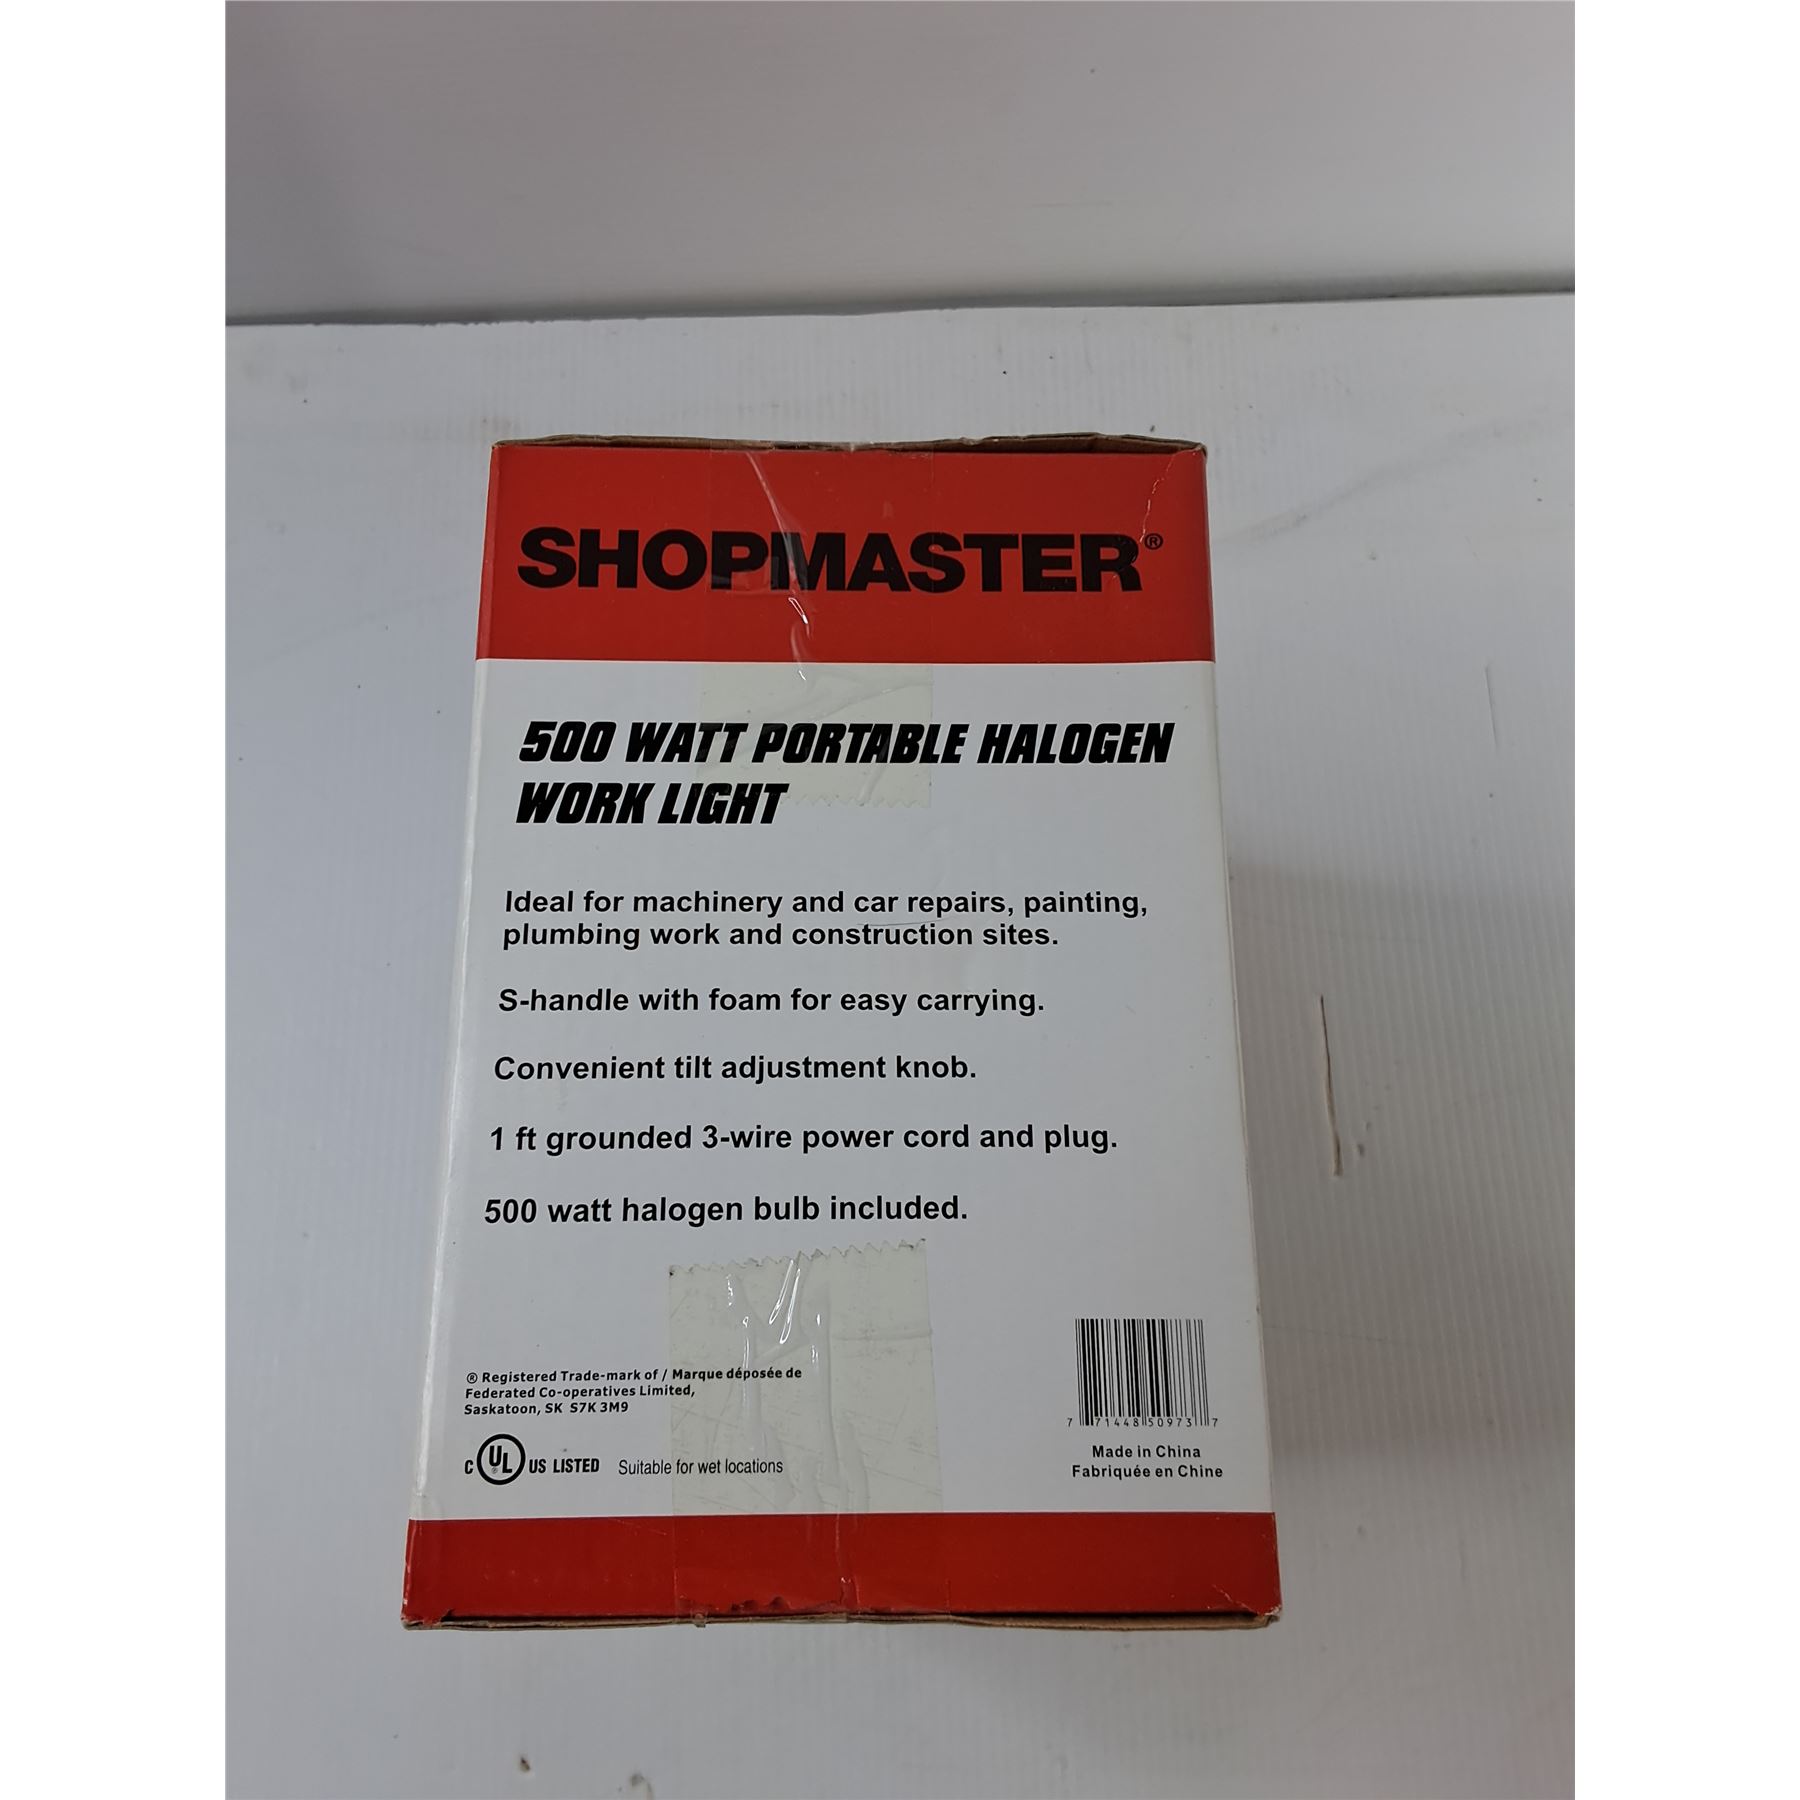 SHOPMASTER®
500 WATT PORTABLE HALOGEN
WORK LIGHT
Ideal for machinery and car repairs, painting,
plumbing work and construction sites.
S-handle with foam for easy carrying.
Convenient tilt adjustment knob.
1 ft grounded 3-wire power cord and plug.
500 watt halogen bulb included.
® Registered Trade-mark of / Marque déposée de
Federated Co-operatives Limited,
Saskatoon, SK S7K 3M9
C UL® US LISTED Suitable for wet locations
7 71448 50973 7
Made in China
Fabriquée en Chine